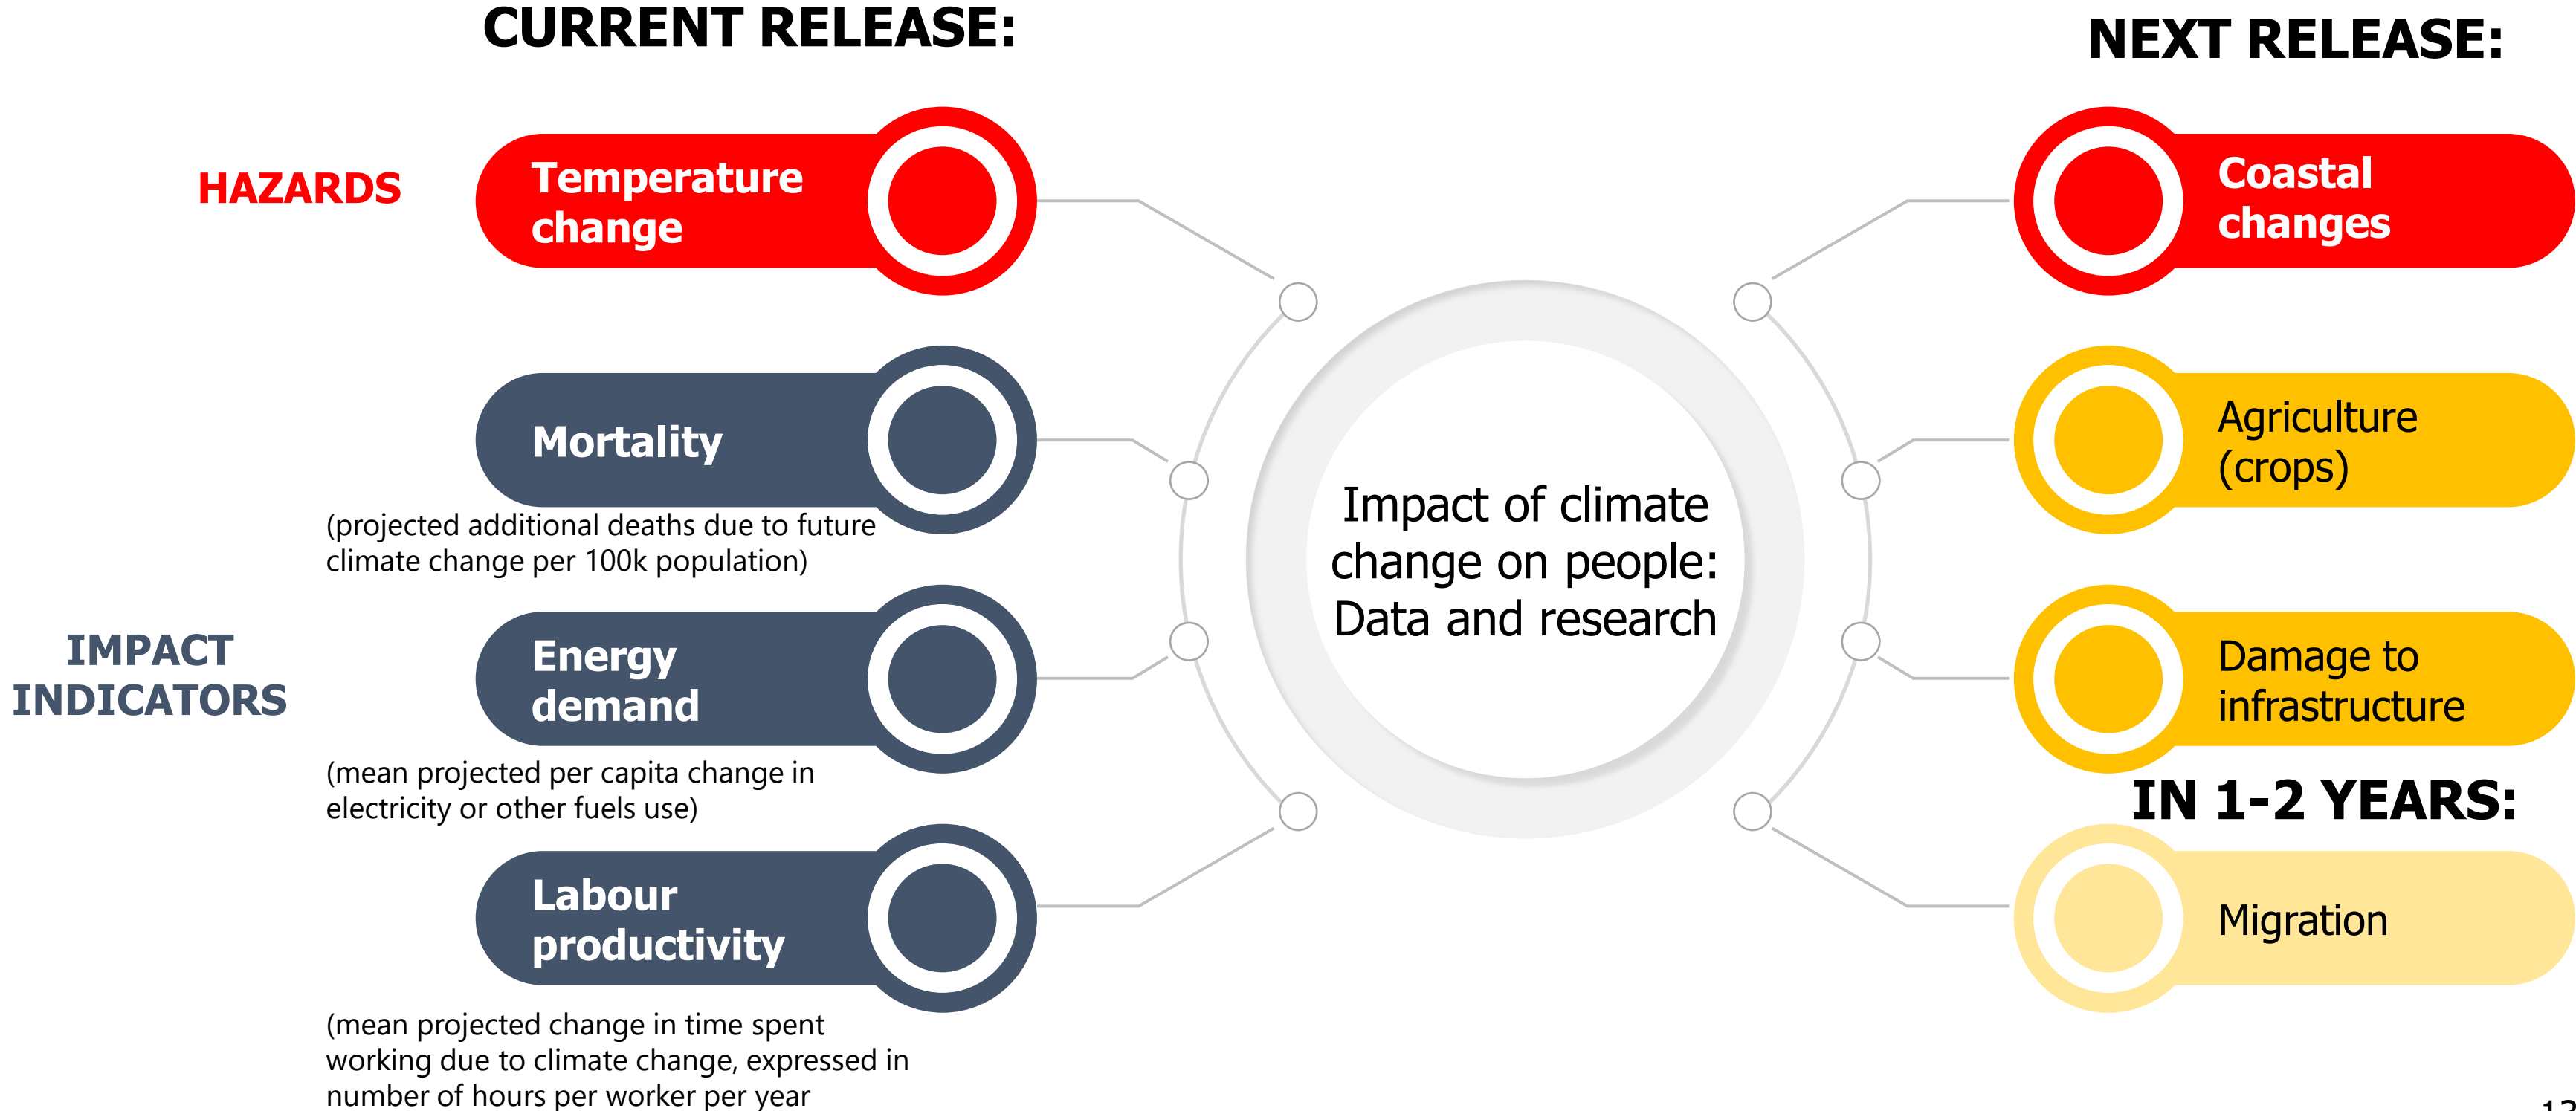 CURRENT RELEASE:
HAZARDS
Temperature
change
Mortality
(projected additional deaths due to future
climate change per 100k population)
IMPACT
INDICATORS
Energy
demand
(mean projected per capita change in
electricity or other fuels use)
Labour
productivity
(mean projected change in time spent
working due to climate change, expressed in
number of hours per worker per year
Impact of climate
change on people:
Data and research
NEXT RELEASE:
Coastal
changes
Agriculture
(crops)
Damage to
infrastructure
IN 1-2 YEARS:
Migration